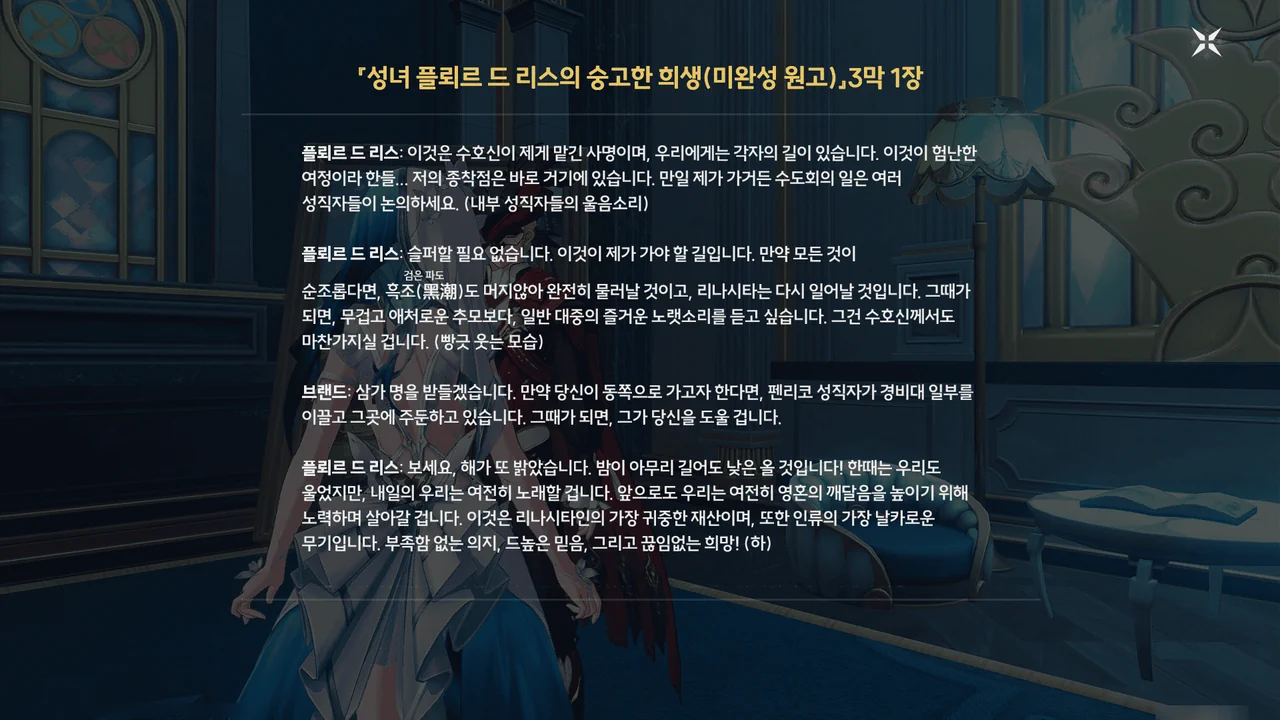 『성녀 플뢰르 드 리스의 숭고한 희생(미완성 원고)』3막 1장
플뢰르 드 리스: 이것은 수호신이 제게 맡긴 사명이며, 우리에게는 각자의 길이 있습니다. 이것이 험난한
여정이라 한들... 저의 종착점은 바로 거기에 있습니다. 만일 제가 가거든 수도회의 일은 여러
성직자들이 논의하세요. (내부 성직자들의 울음소리)
플뢰르 드 리스: 슬퍼할 필요 없습니다. 이것이 제가 가야 할 길입니다. 만약 모든 것이
검은 파도
순조롭다면, 흑조(黑潮)도 머지않아 완전히 물러날 것이고, 리나시타는 다시 일어날 것입니다. 그때가
되면, 무겁고 애처로운 추모보다, 일반 대중의 즐거운 노랫소리를 듣고 싶습니다. 그건 수호신께서도
마찬가지실 겁니다. (빵긋 웃는 모습)
브랜드: 삼가 명을 받들겠습니다. 만약 당신이 동쪽으로 가고자 한다면, 펜리코 성직자가 경비대 일부를
이끌고 그곳에 주둔하고 있습니다. 그때가 되면, 그가 당신을 도울 겁니다.
플뢰르 드 리스: 보세요, 해가 또 밝았습니다. 밤이 아무리 길어도 낮은 올 것입니다! 한때는 우리도
울었지만, 내일의 우리는 여전히 노래할 겁니다. 앞으로도 우리는 여전히 영혼의 깨달음을 높이기 위해
노력하며 살아갈 겁니다. 이것은 리나시타인의 가장 귀중한 재산이며, 또한 인류의 가장 날카로운
무기입니다. 부족함 없는 의지, 드높은 믿음, 그리고 끊임없는 희망! (하)